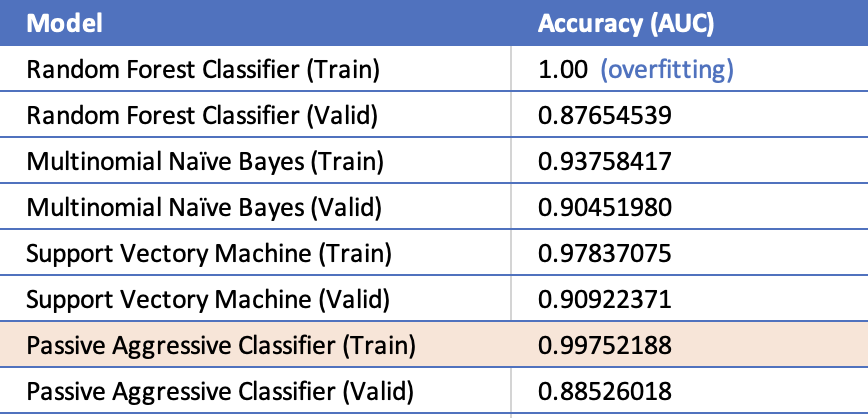 Model Accuracy (AUC)
Random Forest Classifier (Train) 1.00 (overfitting)
Random Forest Classifier (Valid) 0.87654539
Multinomial Naïve Bayes (Train) 0.93758417
Multinomial Naïve Bayes (Valid) 0.90451980
Support Vectory Machine (Train) 0.97837075
Support Vectory Machine (Valid) 0.90922371
Passive Aggressive Classifier (Train) 0.99752188
Passive Aggressive Classifier (Valid) 0.88526018